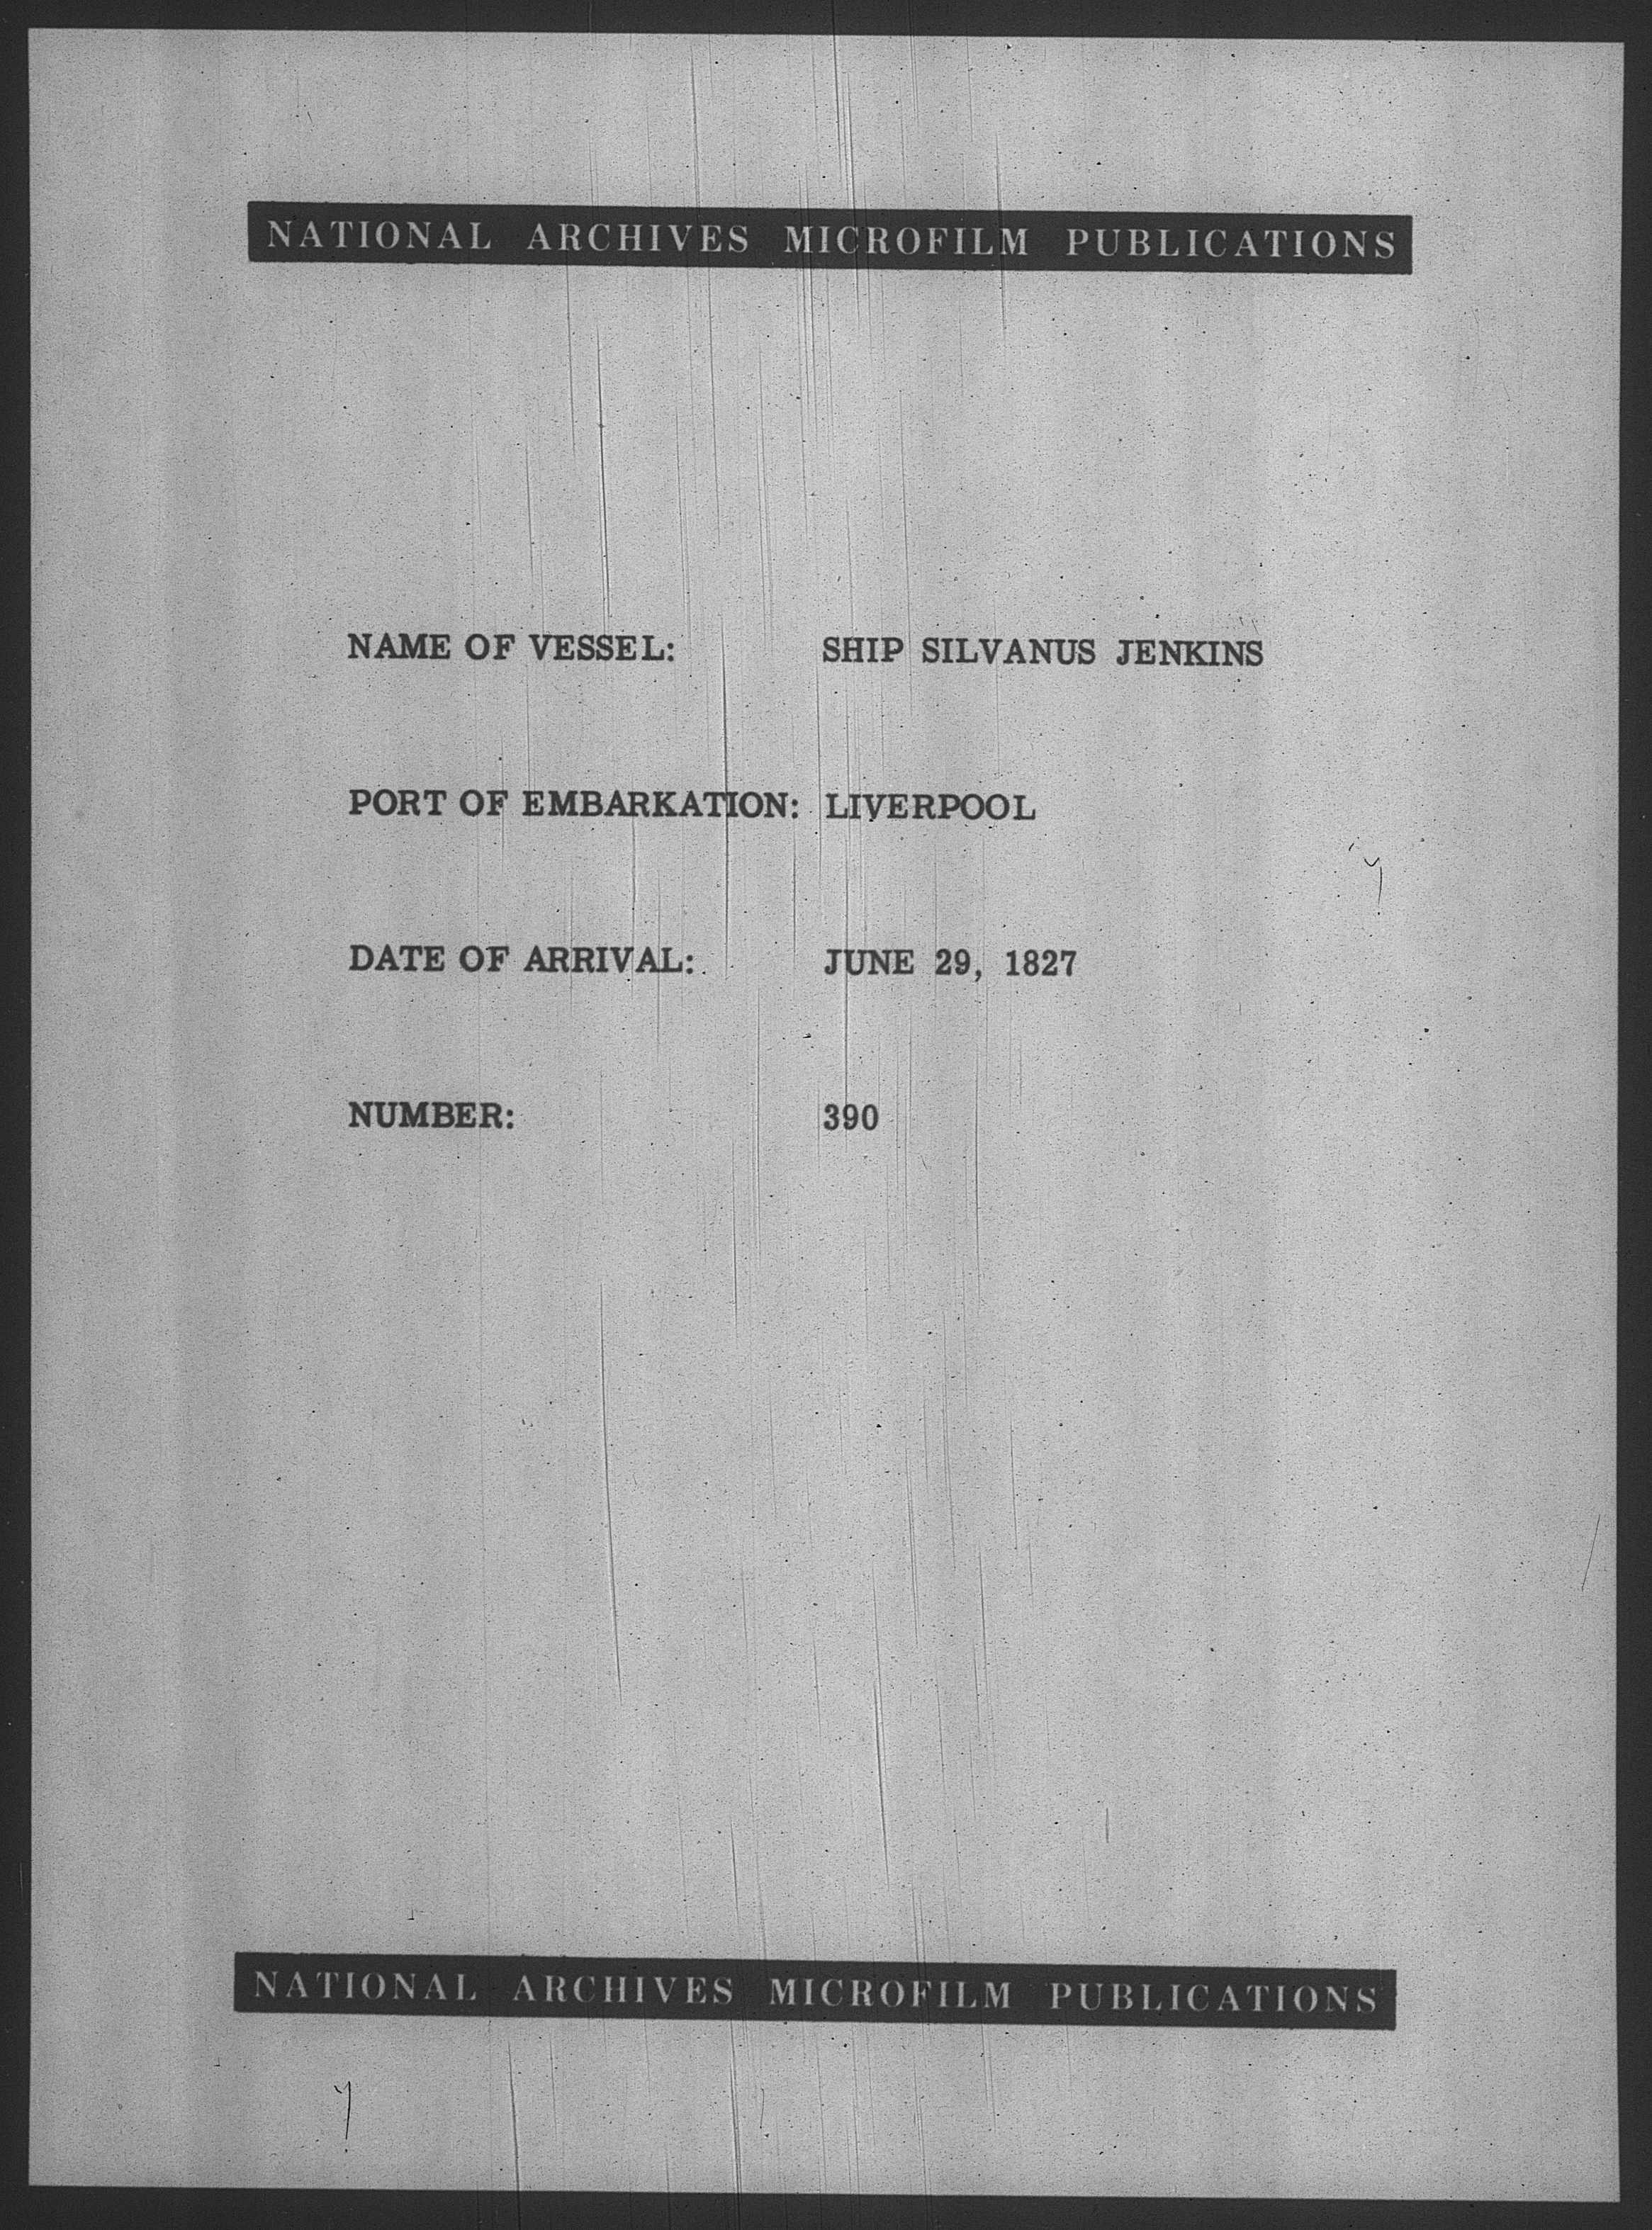 NATIONAL ARCHIVES MICROFILM PUBLICATIONS
NAME OF VESSEL: SHIP SILVANUS JENKINS
PORT OF EMBARKATION: LIVERPOOL
DATE OF ARRIVAL: JUNE 29, 1827
NUMBER: 390
NATIONAL ARCHIVES MICROFILM PUBLICATIONS